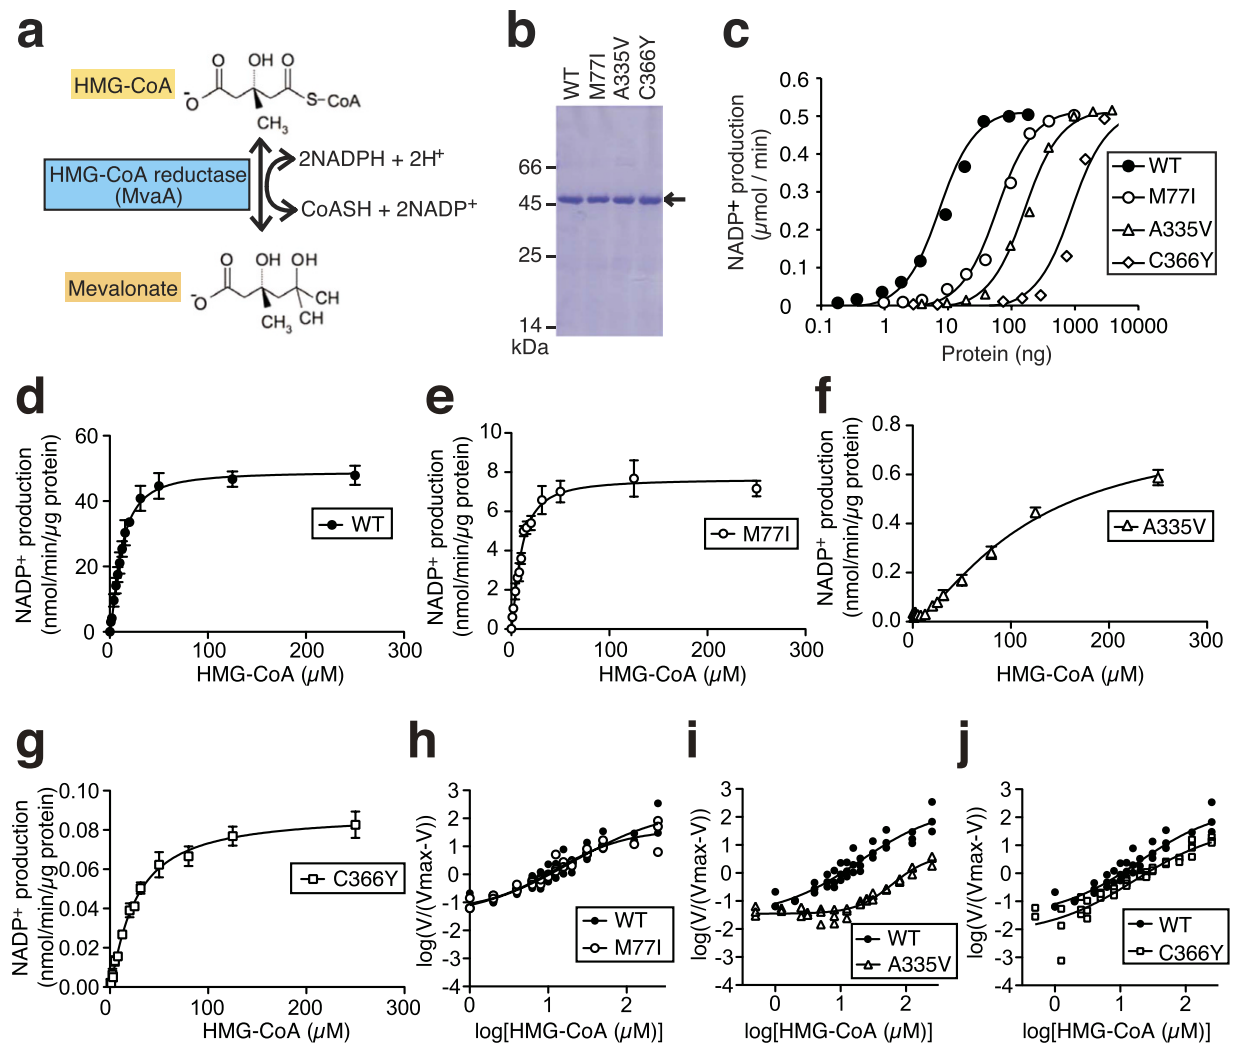 a
HMG-CoA
O
OH
O
-O
S-CoA
CH3
HMG-CoA reductase
(MvaA)
2NADPH + 2H+
CoASH + 2NADP+
Mevalonate
O
OH
OH
-O
CH
CH3
CH
b
WT
M77I
A335V
C366Y
66
45
25
14
kDa
c
NADP+ production
(µmol / min)
0.6
0.5
0.4
0.3
0.2
0.1
0
0.1
1
10
100
1000
10000
Protein (ng)
WT
M77I
A335V
C366Y
d
NADP+ production
(nmol/min/µg protein)
60
40
20
0
0
100
200
300
HMG-CoA (µM)
WT
e
NADP+ production
(nmol/min/µg protein)
10
8
6
4
2
0
0
100
200
300
HMG-CoA (µM)
M77I
f
NADP+ production
(nmol/min/µg protein)
0.8
0.6
0.4
0.2
0.0
0
100
200
300
HMG-CoA (µM)
A335V
g
NADP+ production
(nmol/min/µg protein)
0.10
0.08
0.06
0.04
0.02
0.00
0
100
200
300
HMG-CoA (µM)
C366Y
h
log(V/(Vmax-V))
3
2
1
0
-1
-2
-3
-4
0
1
2
log[HMG-CoA (µM)]
WT
M77I
i
log(V/(Vmax-V))
3
2
1
0
-1
-2
-3
-4
0
1
2
log[HMG-CoA (µM)]
WT
A335V
j
log(V/(Vmax-V))
3
2
1
0
-1
-2
-3
-4
0
1
2
log[HMG-CoA (µM)]
WT
C366Y